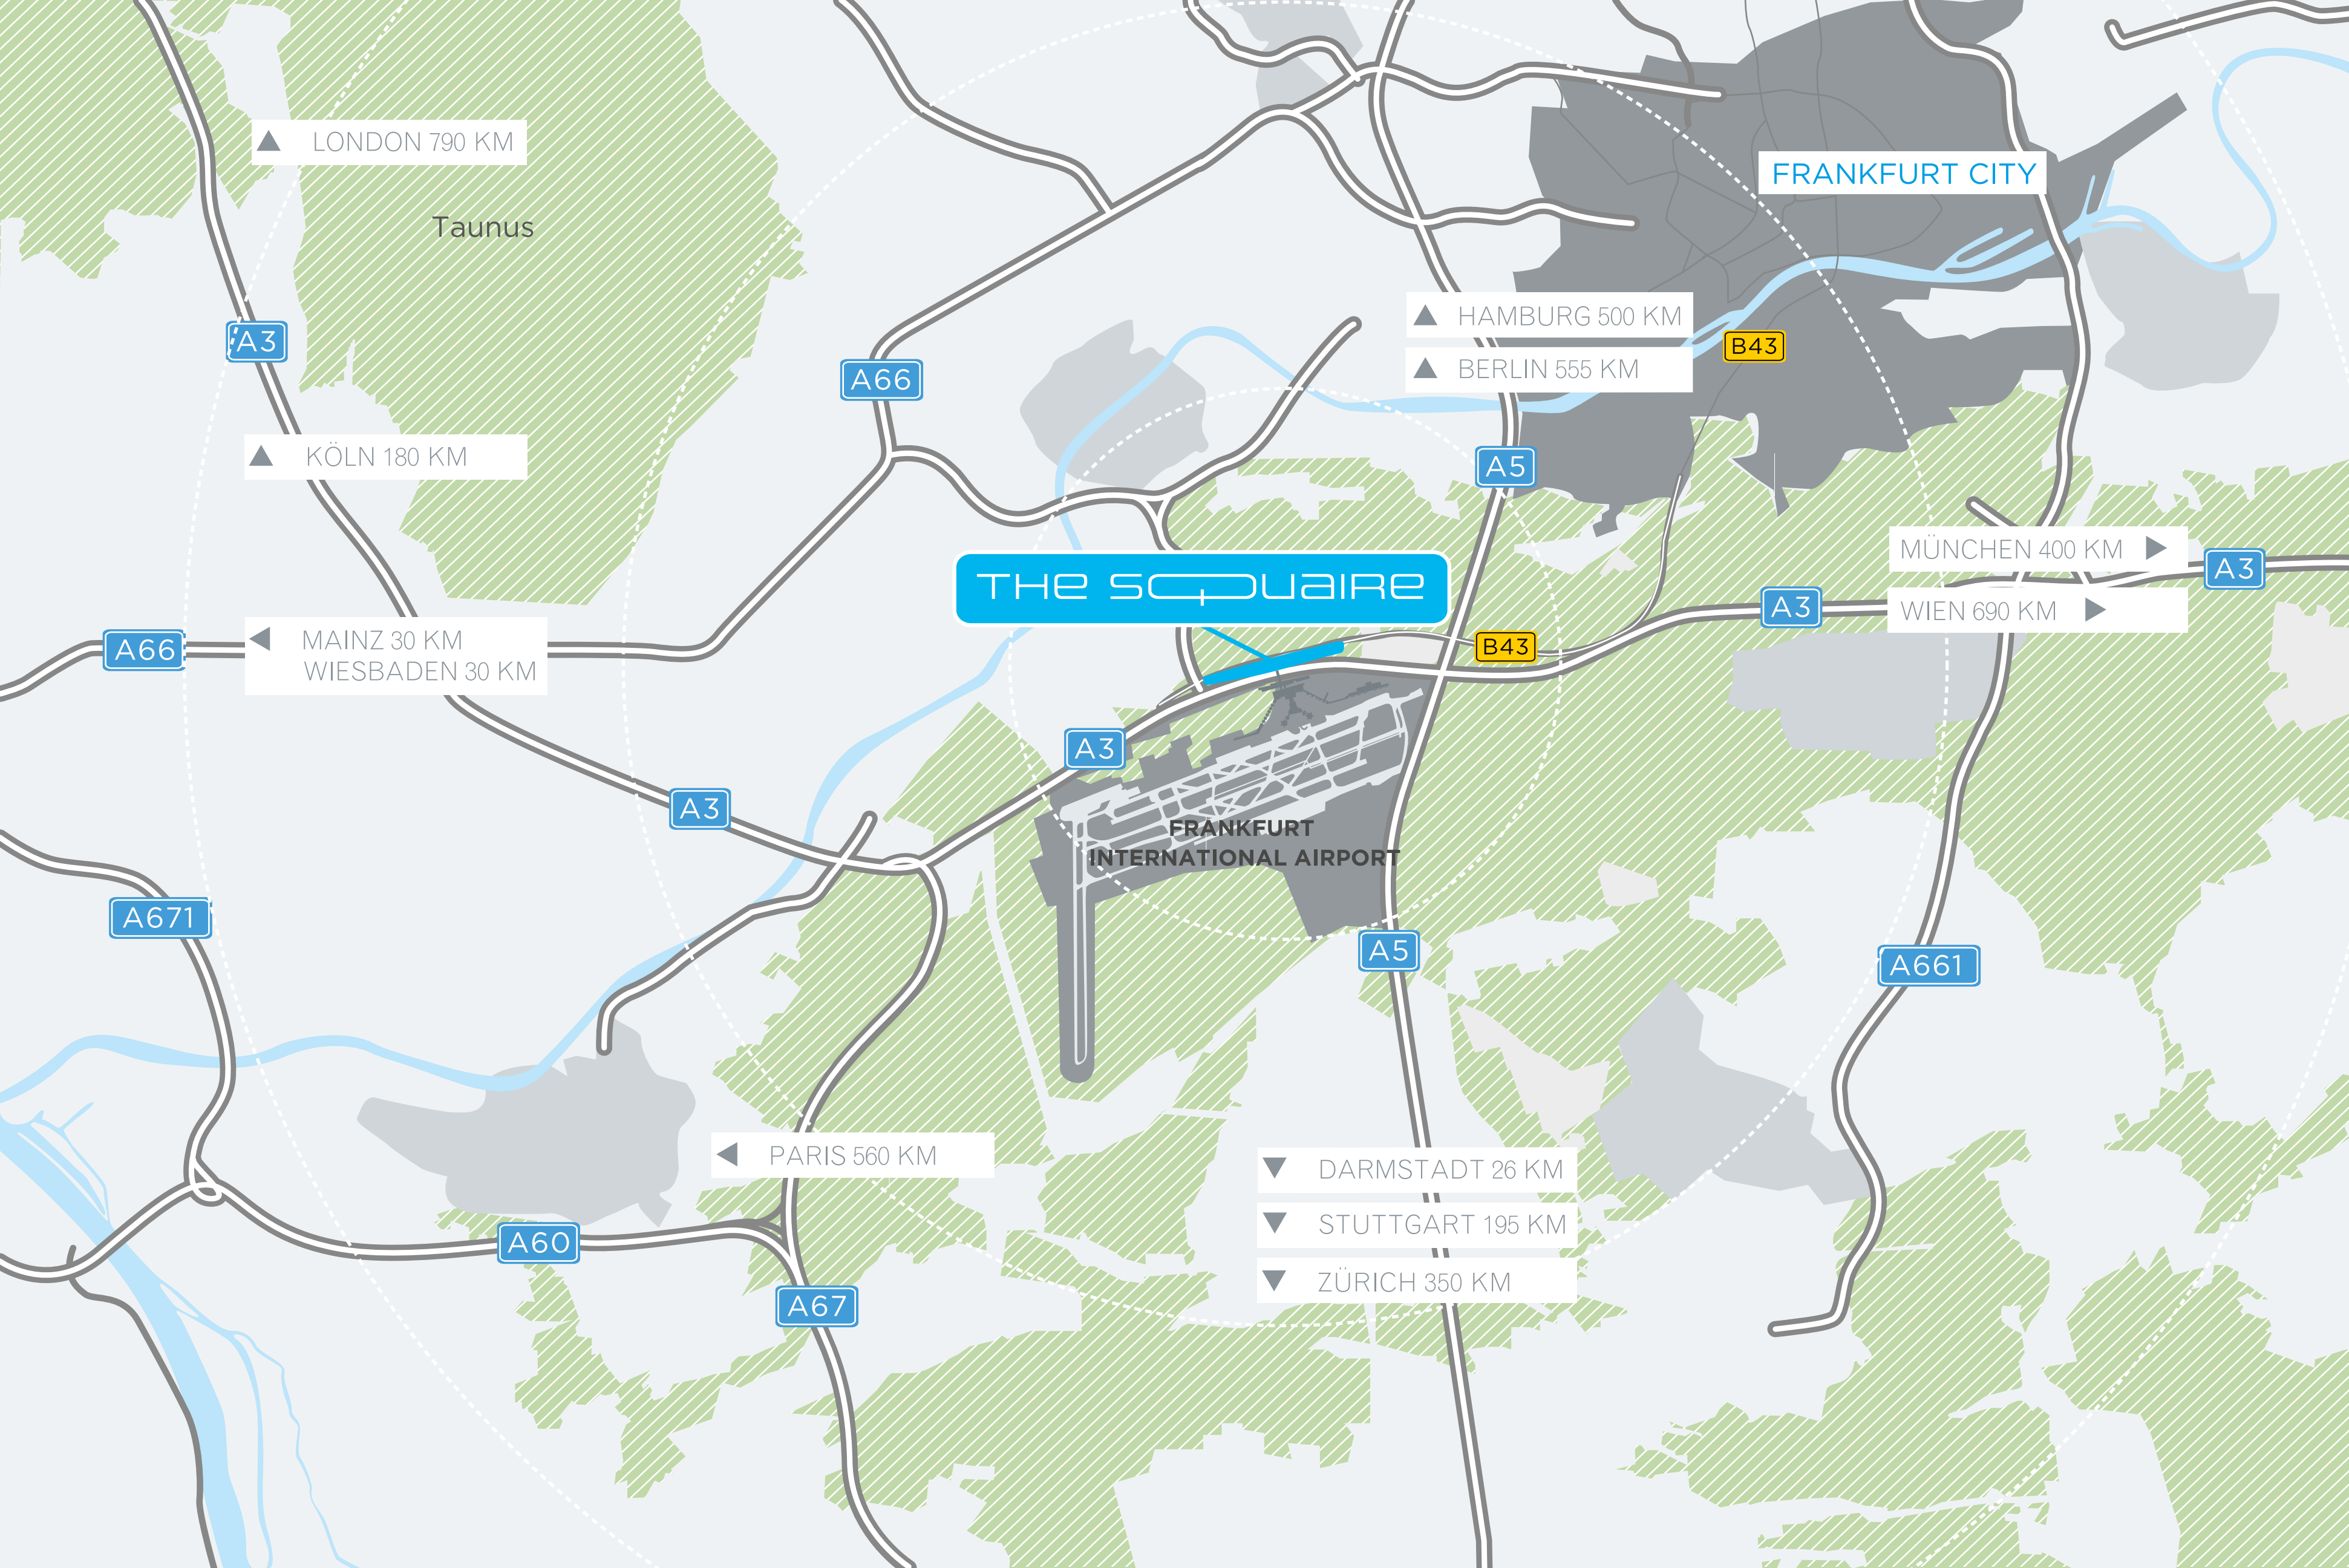 LONDON 790 KM
FRANKFURT CITY
Taunus
HAMBURG 500 KM
A3
B43
BERLIN 555 KM
A66
KÖLN 180 KM
A5
MÜNCHEN 400 KM
A3
THE SQUAIRE
A3
WIEN 690 KM
A66
MAINZ 30 KM
WIESBADEN 30 KM
B43
A3
A3
FRANKFURT
INTERNATIONAL AIRPORT
A671
A5
A661
PARIS 560 KM
DARMSTADT 26 KM
STUTTGART 195 KM
A60
ZÜRICH 350 KM
A67